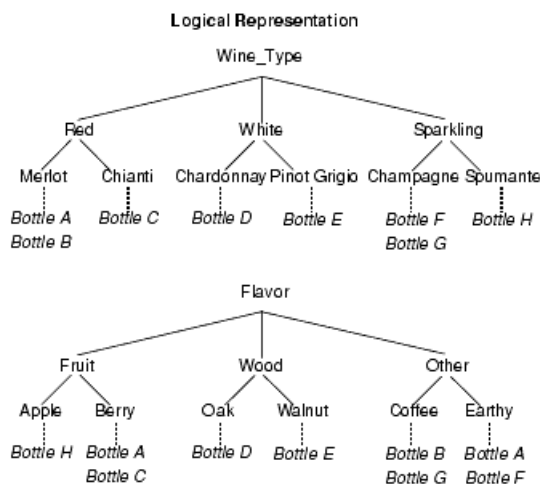 Logical Representation
Wine_Type
Red White Sparkling
Merlot Chianti Chardonnay Pinot Grigio Champagne Spumante
Bottle A Bottle C Bottle D Bottle E Bottle F Bottle H
Bottle B Bottle G
Flavor
Fruit Wood Other
Apple Berry Oak Walnut Coffee Earthy
Bottle H Bottle A Bottle D Bottle E Bottle B Bottle A
Bottle C Bottle G Bottle F